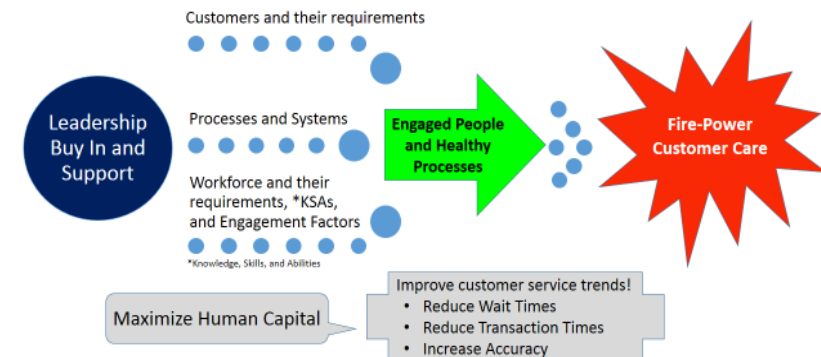 Customers and their requirements
Leadership
Buy In and
Support
Processes and Systems
Workforce and their
requirements, *KSAs,
and Engagement Factors
*Knowledge, Skills, and Abilities
Engaged People
and Healthy
Processes
Fire-Power
Customer Care
Maximize Human Capital
Improve customer service trends!
• Reduce Wait Times
• Reduce Transaction Times
• Increase Accuracy